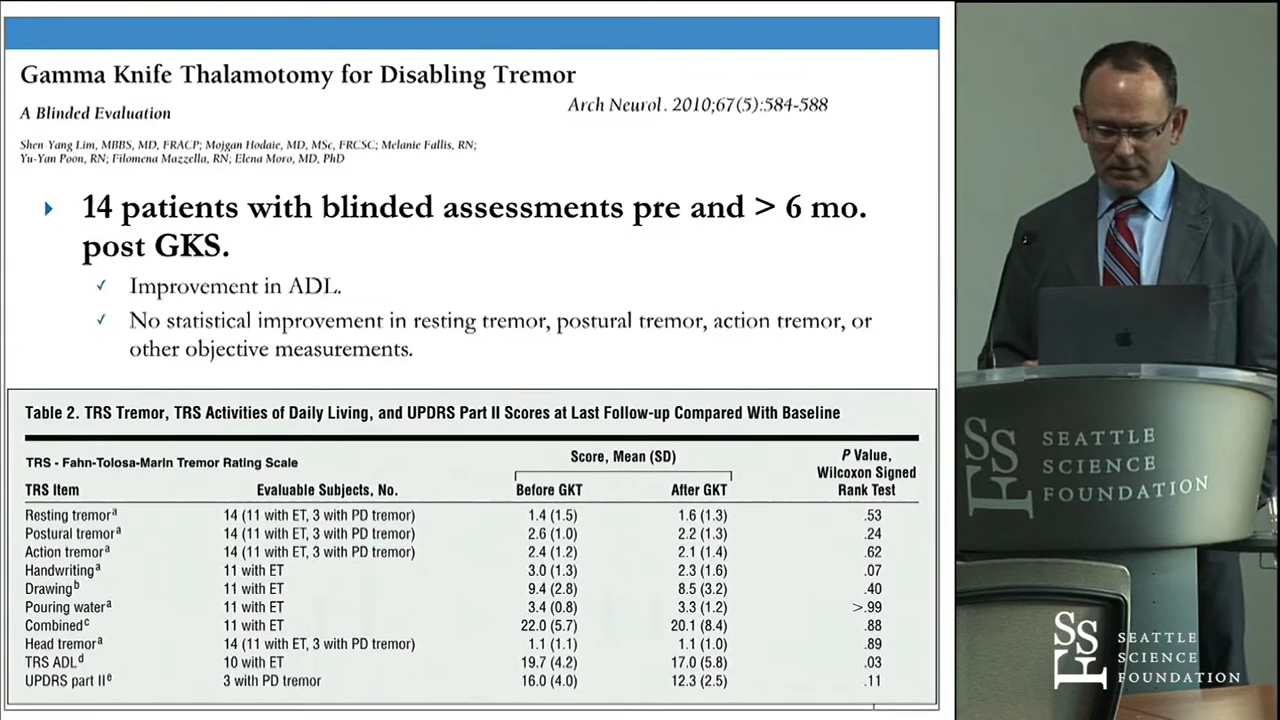 Gamma Knife Thalamotomy for Disabling Tremor
A Blinded Evaluation
Arch Neurol. 2010;67(5):584-588
Shen-Yang Lim, MBBS, MD, FRACP; Mojgan Hodaie, MD, MSc, FRCSC; Melanie Fallis, RN;
Yu-Yan Poon, RN; Filomena Mazzella, RN; Elena Moro, MD, PhD
14 patients with blinded assessments pre and > 6 mo.
post GKS.
Improvement in ADL.
No statistical improvement in resting tremor, postural tremor, action tremor, or
other objective measurements.
Table 2. TRS Tremor, TRS Activities of Daily Living, and UPDRS Part II Scores at Last Follow-up Compared With Baseline
TRS - Fahn-Tolosa-Marin Tremor Rating Scale
Score, Mean (SD)
P Value,
Wilcoxon Signed
Rank Test
TRS Item Evaluable Subjects, No. Before GKT After GKT
Resting tremora 14 (11 with ET, 3 with PD tremor) 1.4 (1.5) 1.6 (1.3) .53
Postural tremora 14 (11 with ET, 3 with PD tremor) 2.6 (1.0) 2.2 (1.3) .24
Action tremora 14 (11 with ET, 3 with PD tremor) 2.4 (1.2) 2.1 (1.4) .62
Handwritinga 11 with ET 3.0 (1.3) 2.3 (1.6) .07
Drawingb 11 with ET 9.4 (2.8) 8.5 (3.2) .40
Pouring watera 11 with ET 3.4 (0.8) 3.3 (1.2) >.99
Combinedc 11 with ET 22.0 (5.7) 20.1 (8.4) .88
Head tremora 14 (11 with ET, 3 with PD tremor) 1.1 (1.1) 1.1 (1.0) .89
TRS ADLd 10 with ET 19.7 (4.2) 17.0 (5.8) .03
UPDRS part IIe 3 with PD tremor 16.0 (4.0) 12.3 (2.5) .11
SSF
SEATTLE
SCIENCE
FOUNDATION
SSF
SEATTLE
SCIENCE
FOUNDATION